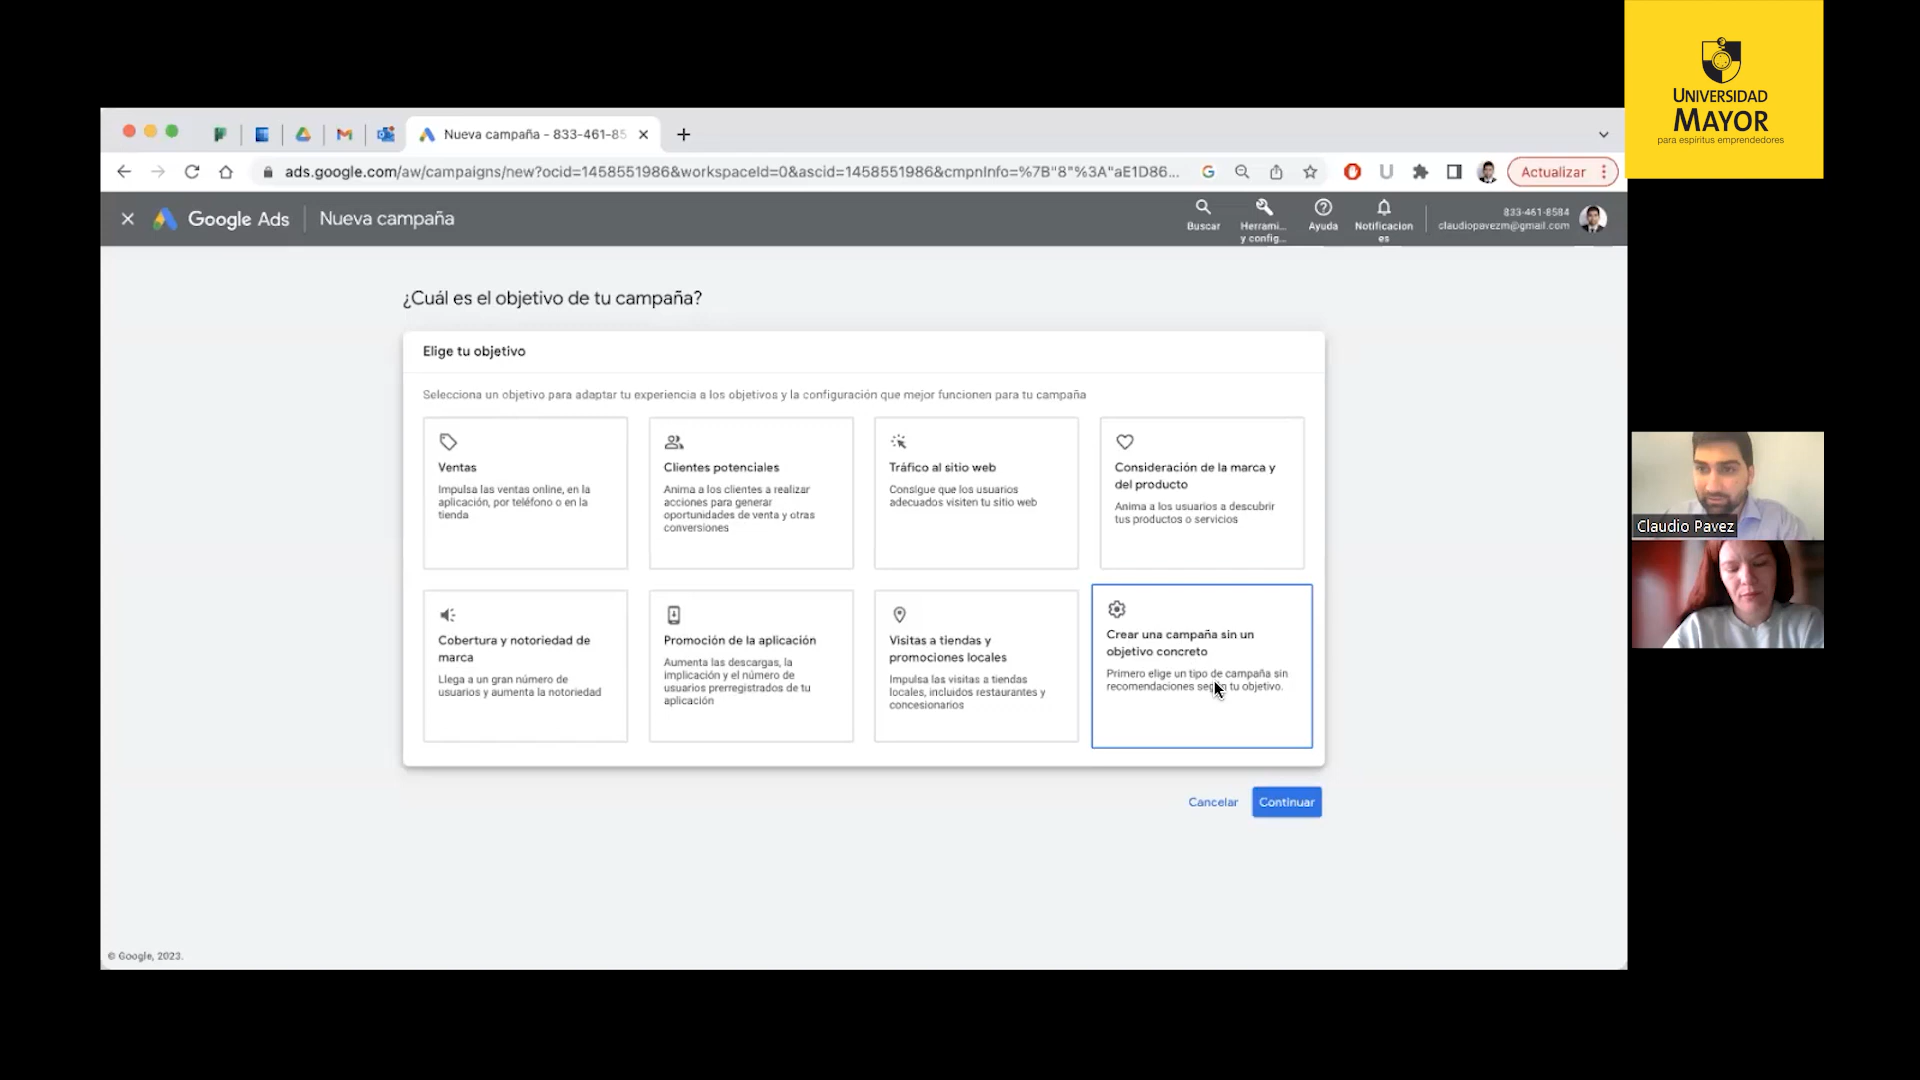 UNIVERSIDAD
MAYOR
para espíritus emprendedores
Nueva campaña - 833-461-85
ads.google.com/aw/campaigns/new?ocid=1458551986&workspaceId=0&ascid=1458551986&cmpnInfo=%7B"8"%3A"aE1D86...
Actualizar
Google Ads
Nueva campaña
Buscar
Herrami...
y config...
Ayuda
Notificacion
es
833-461-8584
claudiopavezm@gmail.com
¿Cuál es el objetivo de tu campaña?
Elige tu objetivo
Selecciona un objetivo para adaptar tu experiencia a los objetivos y la configuración que mejor funcionen para tu campaña
Ventas
Impulsa las ventas online, en la
aplicación, por teléfono o en la
tienda
Clientes potenciales
Anima a los clientes a realizar
acciones para generar
oportunidades de venta y otras
conversiones
Tráfico al sitio web
Consigue que los usuarios
adecuados visiten tu sitio web
Consideración de la marca y
del producto
Anima a los usuarios a descubrir
tus productos o servicios
Cobertura y notoriedad de
marca
Llega a un gran número de
usuarios y aumenta la notoriedad
Promoción de la aplicación
Aumenta las descargas, la
implicación y el número de
usuarios prerregistrados de tu
aplicación
Visitas a tiendas y
promociones locales
Impulsa las visitas a tiendas
locales, incluidos restaurantes y
concesionarios
Crear una campaña sin un
objetivo concreto
Primero elige un tipo de campaña sin
recomendaciones según tu objetivo.
Cancelar
Continuar
Claudio Pavez
© Google, 2023.